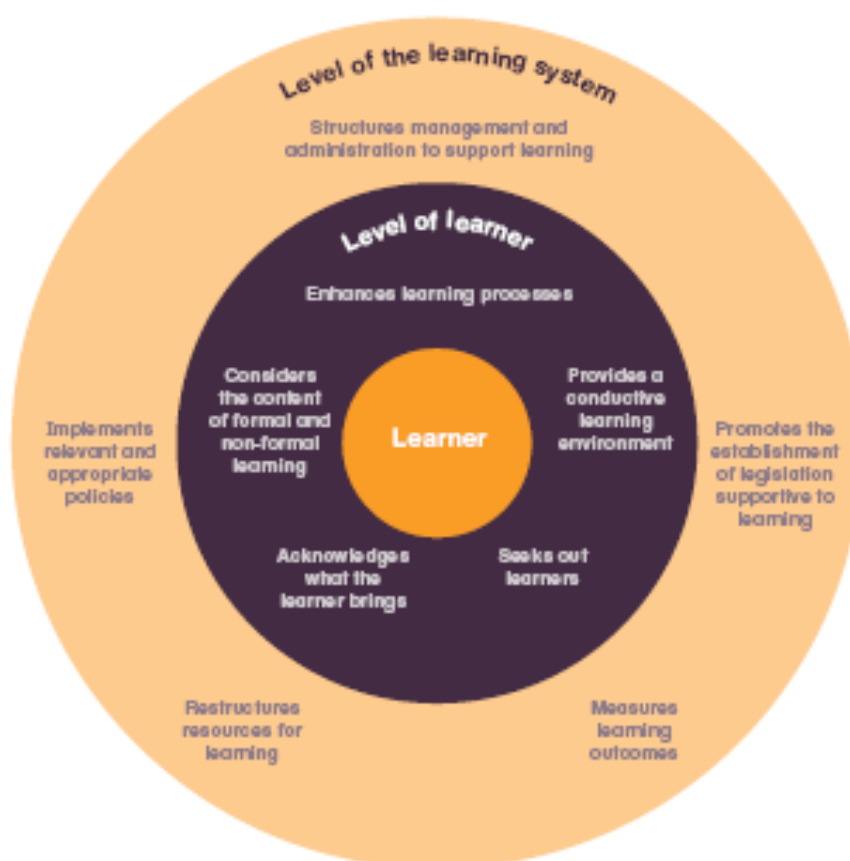 Level of the learning system
Structures management and
administration to support learning
Level of learner
Enhances learning processes
Considers
the content
of formal and
non-formal
learning
Provides a
conductive
learning
environment
Learner
Implements
relevant and
appropriate
policies
Promotes the
establishment
of legislation
supportive to
learning
Acknowledges
what the
learner brings
Seeks out
learners
Restructures
resources for
learning
Measures
learning
outcomes